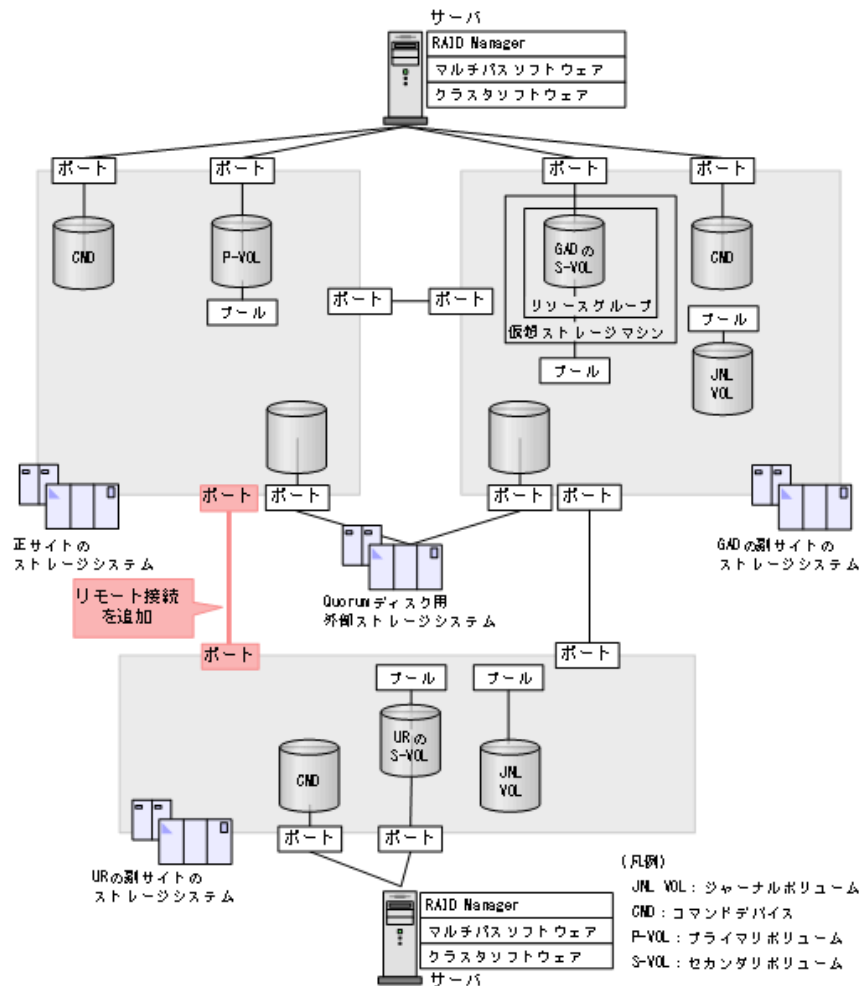 サーバ
RAID Manager
マルチパスソフトウェア
クラスタソフトウェア
ポート
ポート
ポート
ポート
CMD
P-VOL
プール
ポート
ポート
GADの
S-VOL
リソースグループ
仮想ストレージマシン
プール
CMD
プール
JNL
VOL
ポート
ポート
ポート
ポート
正サイトの
ストレージシステム
GADの副サイトの
ストレージシステム
リモート接続
を追加
Quorumディスク用
外部ストレージシステム
ポート
ポート
プール
プール
CMD
URの
S-VOL
JNL
VOL
ポート
ポート
URの副サイトの
ストレージシステム
RAID Manager
マルチパスソフトウェア
クラスタソフトウェア
サーバ
(凡例)
JNL VOL：ジャーナルボリューム
CMD：コマンドデバイス
P-VOL：プライマリボリューム
S-VOL：セカンダリボリューム